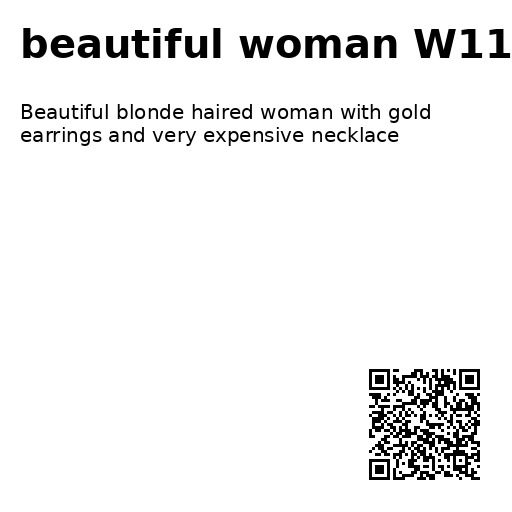 beautiful woman W11
Beautiful blonde haired woman with gold
earrings and very expensive necklace